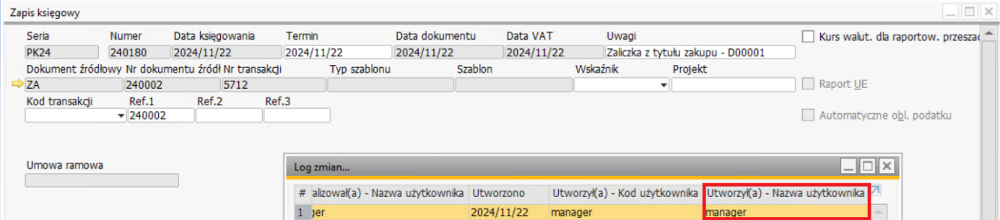 Zapis księgowy
Seria Numer Data księgowania Termin Data dokumentu Data VAT Uwagi
PK24 240180 2024/11/22 2024/11/22 2024/11/22 2024/11/22 Zaliczka z tytułu zakupu - D00001
Kurs walut. dla raportow. przeszac
Dokument źródłowy Nr dokumentu źródł Nr transakcji Typ szablonu Szablon Wskaźnik Projekt
ZA 240002 5712
Raport UE
Kod transakcji Ref.1 Ref.2 Ref.3
240002
Automatyczne obl. podatku
Umowa ramowa
Log zmian...
# alizował(a) - Nazwa użytkownika Utworzono Utworzył(a) - Kod użytkownika Utworzył(a) - Nazwa użytkownika
1 ger 2024/11/22 manager manager